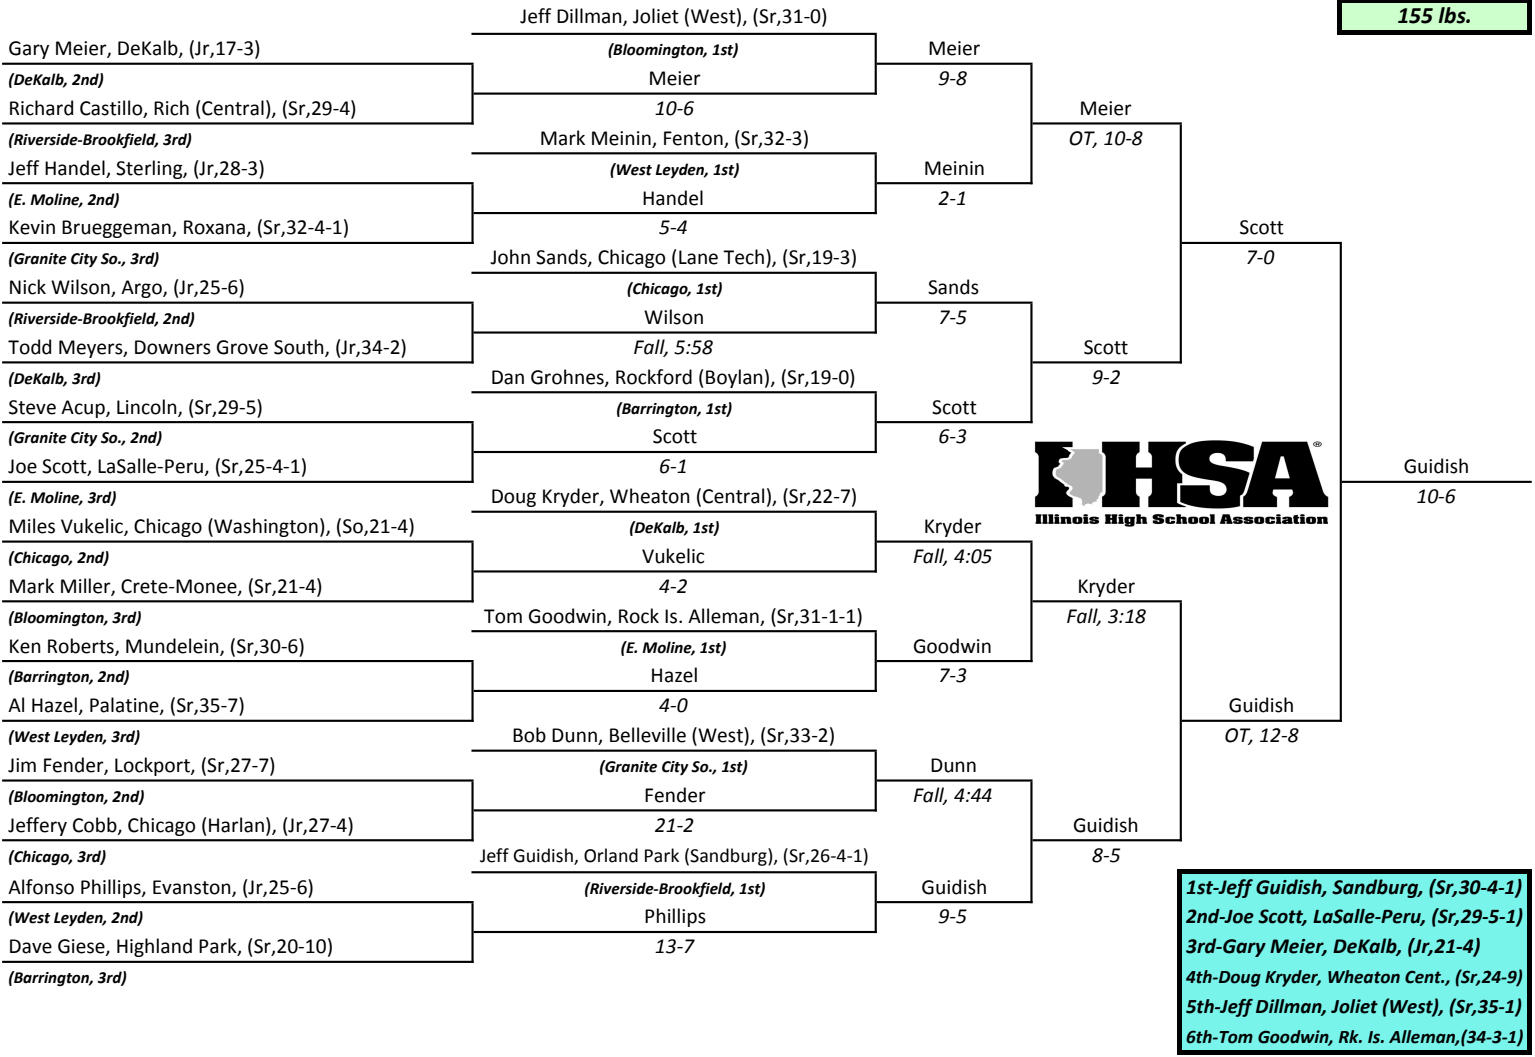 Jeff Dillman, Joliet (West), (Sr,31-0)
155 lbs.
Gary Meier, DeKalb, (Jr,17-3)
(Bloomington, 1st)
Meier
(DeKalb, 2nd)
Meier
9-8
Richard Castillo, Rich (Central), (Sr,29-4)
10-6
Meier
(Riverside-Brookfield, 3rd)
Mark Meinin, Fenton, (Sr,32-3)
OT, 10-8
Jeff Handel, Sterling, (Jr,28-3)
(West Leyden, 1st)
Meinin
(E. Moline, 2nd)
Handel
2-1
Kevin Brueggeman, Roxana, (Sr,32-4-1)
5-4
Scott
(Granite City So., 3rd)
John Sands, Chicago (Lane Tech), (Sr,19-3)
7-0
Nick Wilson, Argo, (Jr,25-6)
(Chicago, 1st)
Sands
(Riverside-Brookfield, 2nd)
Wilson
7-5
Todd Meyers, Downers Grove South, (Jr,34-2)
Fall, 5:58
Scott
(DeKalb, 3rd)
Dan Grohnes, Rockford (Boylan), (Sr,19-0)
9-2
Steve Acup, Lincoln, (Sr,29-5)
(Barrington, 1st)
Scott
(Granite City So., 2nd)
Scott
6-3
IHSA®
Joe Scott, LaSalle-Peru, (Sr,25-4-1)
6-1
Guidish
(E. Moline, 3rd)
Doug Kryder, Wheaton (Central), (Sr,22-7)
10-6
Illinois High School Association
Miles Vukelic, Chicago (Washington), (So,21-4)
(DeKalb, 1st)
Kryder
(Chicago, 2nd)
Vukelic
Fall, 4:05
Mark Miller, Crete-Monee, (Sr,21-4)
4-2
Kryder
(Bloomington, 3rd)
Tom Goodwin, Rock Is. Alleman, (Sr,31-1-1)
Fall, 3:18
Ken Roberts, Mundelein, (Sr,30-6)
(E. Moline, 1st)
Goodwin
(Barrington, 2nd)
Hazel
7-3
Al Hazel, Palatine, (Sr,35-7)
4-0
Guidish
(West Leyden, 3rd)
Bob Dunn, Belleville (West), (Sr,33-2)
OT, 12-8
Jim Fender, Lockport, (Sr,27-7)
(Granite City So., 1st)
Dunn
(Bloomington, 2nd)
Fender
Fall, 4:44
Jeffery Cobb, Chicago (Harlan), (Jr,27-4)
21-2
Guidish
(Chicago, 3rd)
Jeff Guidish, Orland Park (Sandburg), (Sr,26-4-1)
8-5
Alfonso Phillips, Evanston, (Jr,25-6)
(Riverside-Brookfield, 1st)
Guidish
(West Leyden, 2nd)
Phillips
9-5
Dave Giese, Highland Park, (Sr,20-10)
13-7
(Barrington, 3rd)
1st-Jeff Guidish, Sandburg, (Sr,30-4-1)
2nd-Joe Scott, LaSalle-Peru, (Sr,29-5-1)
3rd-Gary Meier, DeKalb, (Jr,21-4)
4th-Doug Kryder, Wheaton Cent., (Sr,24-9)
5th-Jeff Dillman, Joliet (West), (Sr,35-1)
6th-Tom Goodwin, Rk. Is. Alleman,(34-3-1)